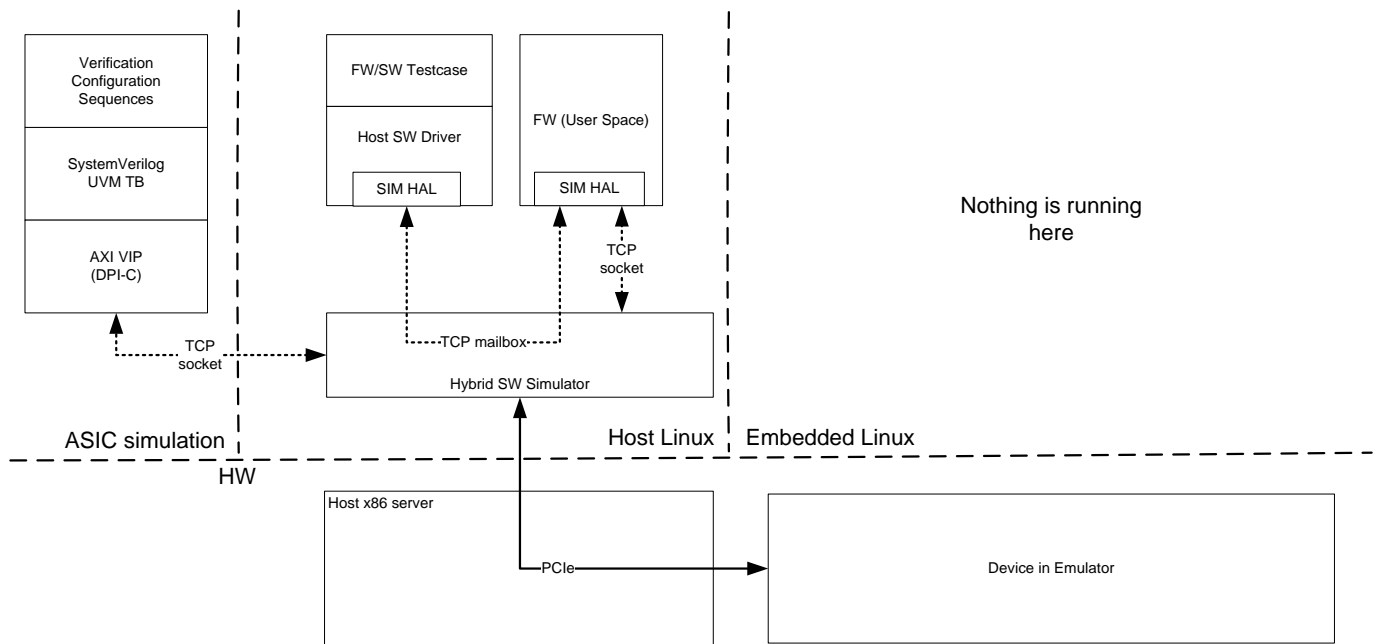 Verification
Configuration
Sequences
SystemVerilog
UVM TB
AXI VIP
(DPI-C)
FW/SW Testcase
Host SW Driver
SIM HAL
FW (User Space)
SIM HAL
Nothing is running
here
TCP
socket
TCP mailbox
TCP
socket
Hybrid SW Simulator
ASIC simulation
Host Linux
Embedded Linux
HW
Host x86 server
PCIe
Device in Emulator